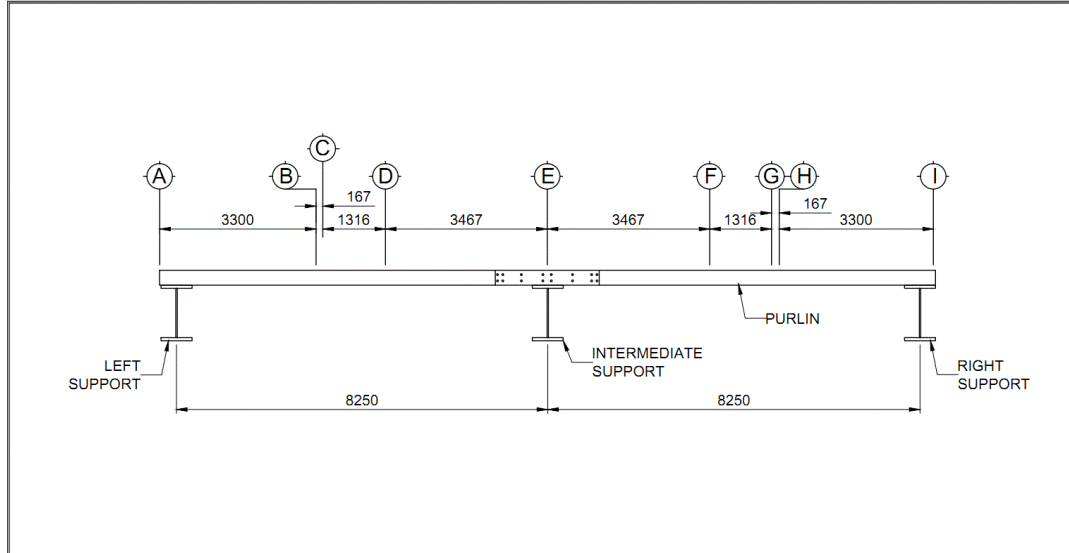 C
A
B
D
E
F
G
H
I
167
167
3300
1316
3467
3467
1316
3300
PURLIN
LEFT
SUPPORT
INTERMEDIATE
SUPPORT
RIGHT
SUPPORT
8250
8250